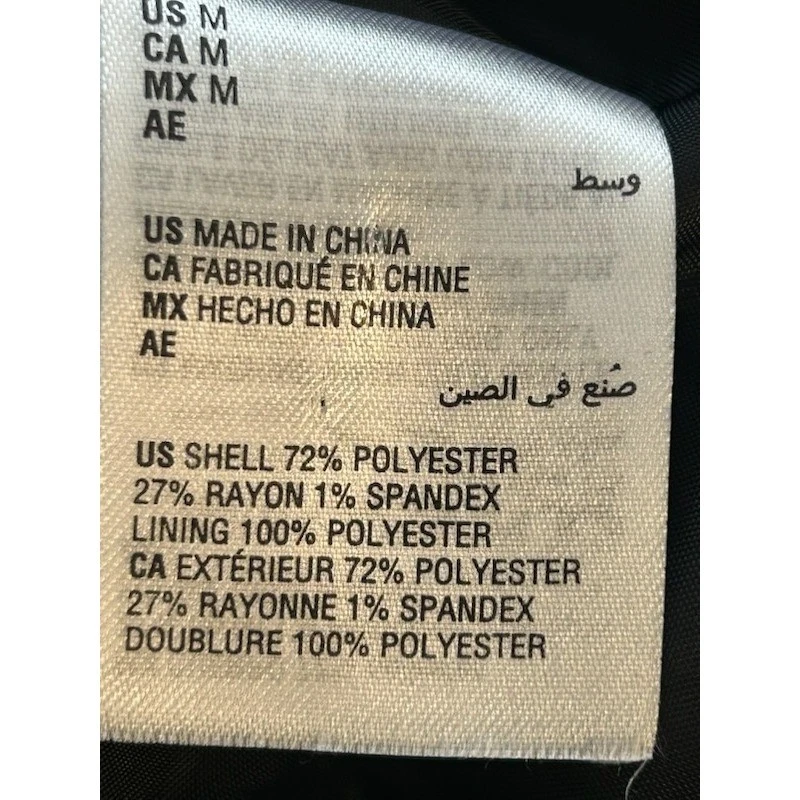 US M
CA M
MX M
AE
وسط
US MADE IN CHINA
CA FABRIQUÉ EN CHINE
MX HECHO EN CHINA
AE
صُنع في الصين
US SHELL 72% POLYESTER
27% RAYON 1% SPANDEX
LINING 100% POLYESTER
CA EXTÉRIEUR 72% POLYESTER
27% RAYONNE 1% SPANDEX
DOUBLURE 100% POLYESTER